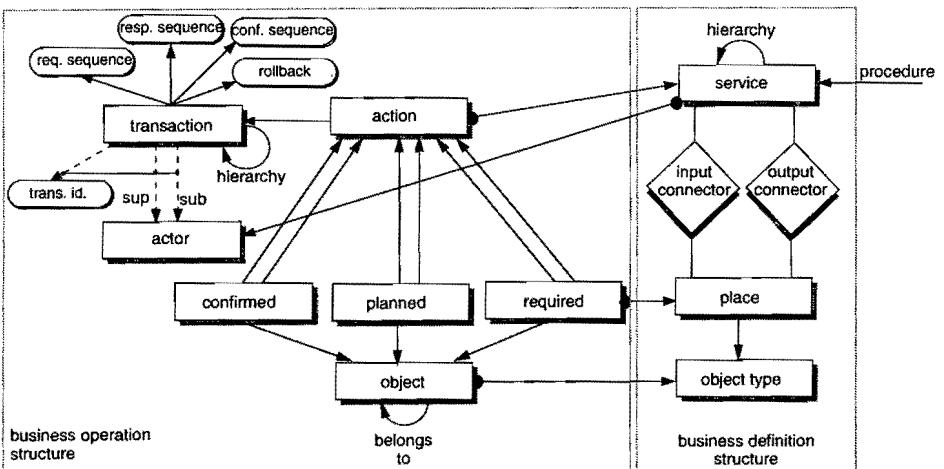 resp. sequence
conf. sequence
req. sequence
rollback
hierarchy
service
procedure
transaction
action
hierarchy
input
connector
output
connector
trans. id.
sup
sub
actor
confirmed
planned
required
place
object
object type
belongs
to
business operation
structure
business definition
structure